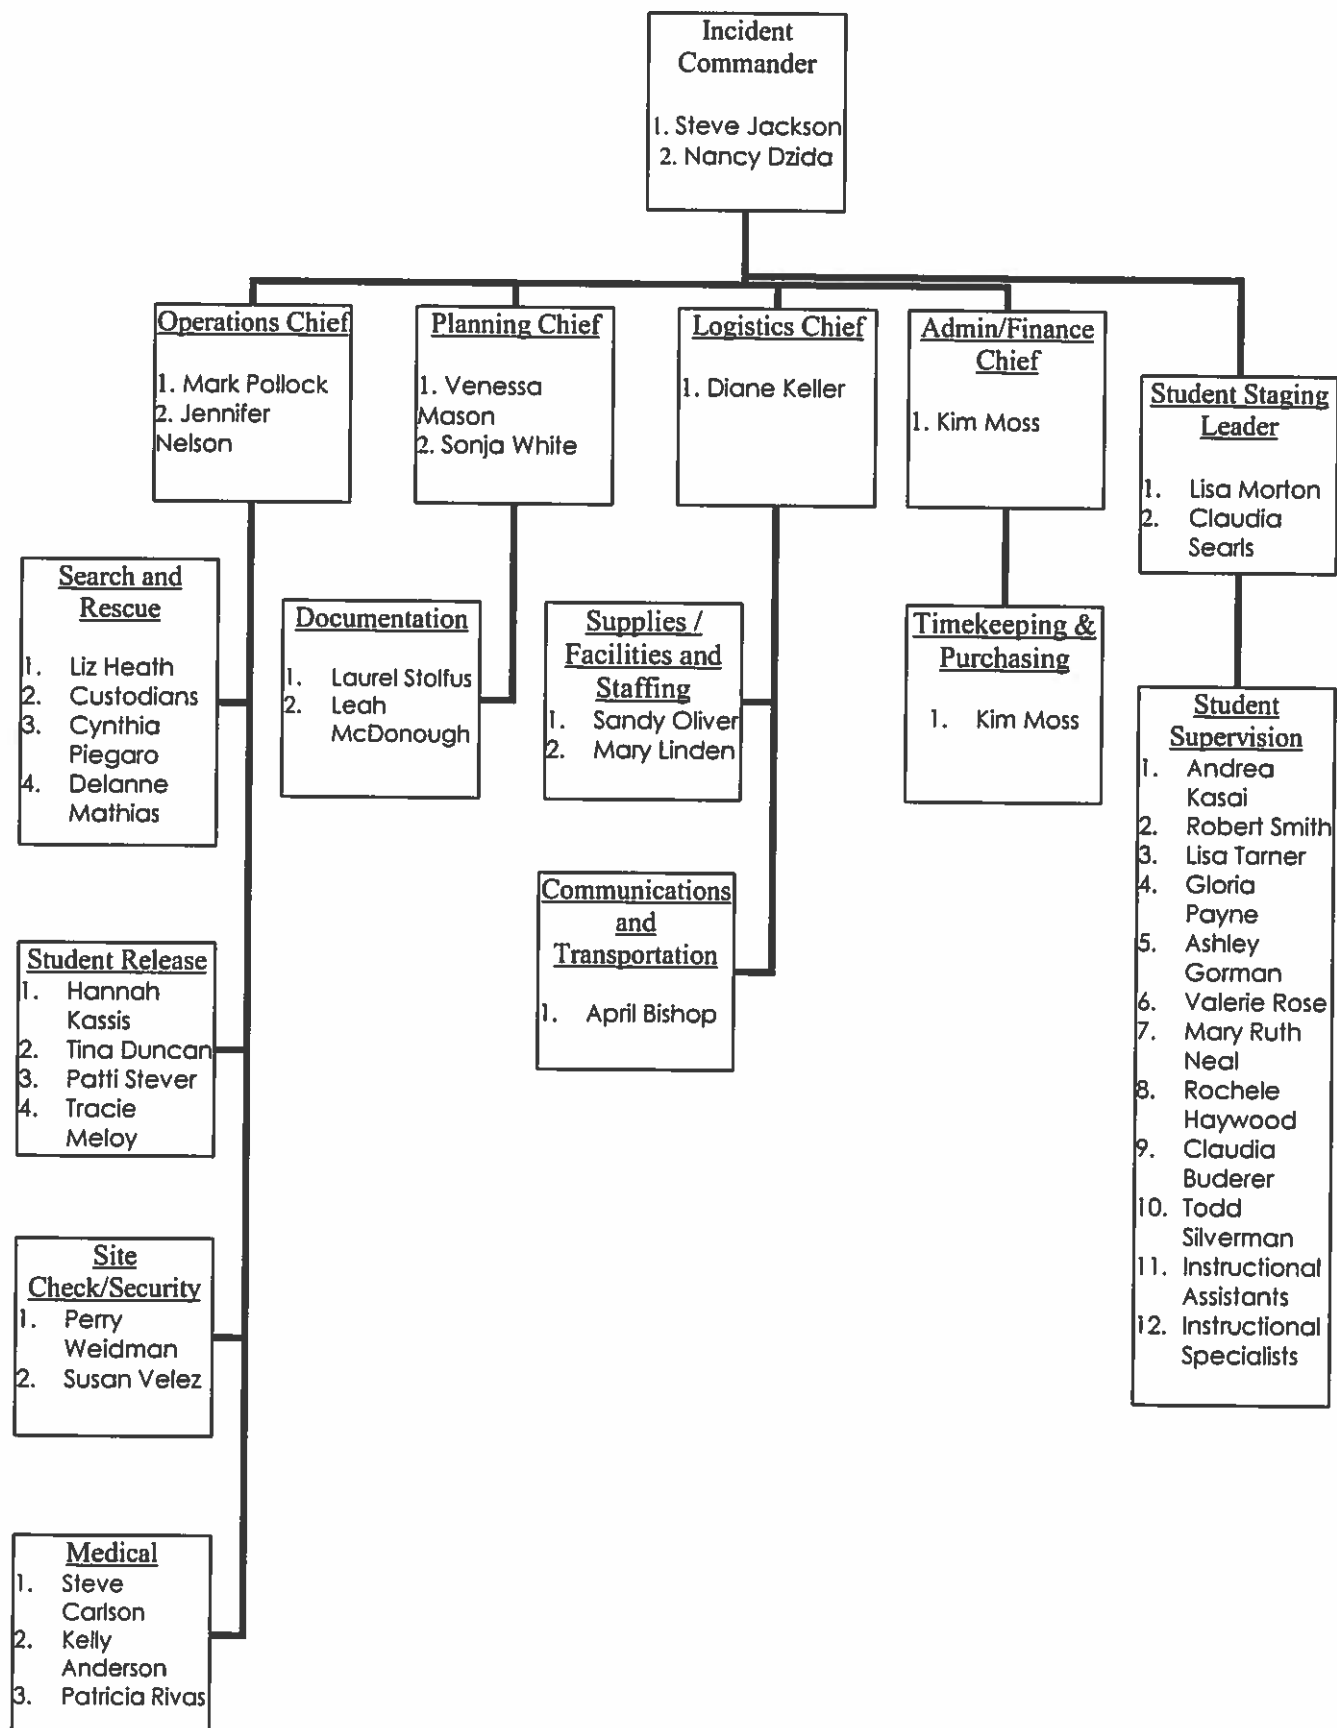 Incident
Commander
1. Steve Jackson
2. Nancy Dzida
Operations Chief
1. Mark Pollock
2. Jennifer
Nelson
Planning Chief
1. Venessa
Mason
2. Sonja White
Logistics Chief
1. Diane Keller
Admin/Finance
Chief
1. Kim Moss
Student Staging
Leader
1. Lisa Morton
2. Claudia
Searls
Search and
Rescue
1. Liz Heath
2. Custodians
3. Cynthia
Piegaro
4. Delanne
Mathias
Documentation
1. Laurel Stolfus
2. Leah
McDonough
Supplies /
Facilities and
Staffing
1. Sandy Oliver
2. Mary Linden
Timekeeping &
Purchasing
1. Kim Moss
Student
Supervision
1. Andrea
Kasai
2. Robert Smith
3. Lisa Tarner
4. Gloria
Payne
5. Ashley
Gorman
6. Valerie Rose
7. Mary Ruth
Neal
8. Rochele
Haywood
9. Claudia
Buderer
10. Todd
Silverman
11. Instructional
Assistants
12. Instructional
Specialists
Communications
and
Transportation
1. April Bishop
Student Release
1. Hannah
Kassis
2. Tina Duncan
3. Patti Stever
4. Tracie
Meloy
Site
Check/Security
1. Perry
Weidman
2. Susan Velez
Medical
1. Steve
Carlson
2. Kelly
Anderson
3. Patricia Rivas